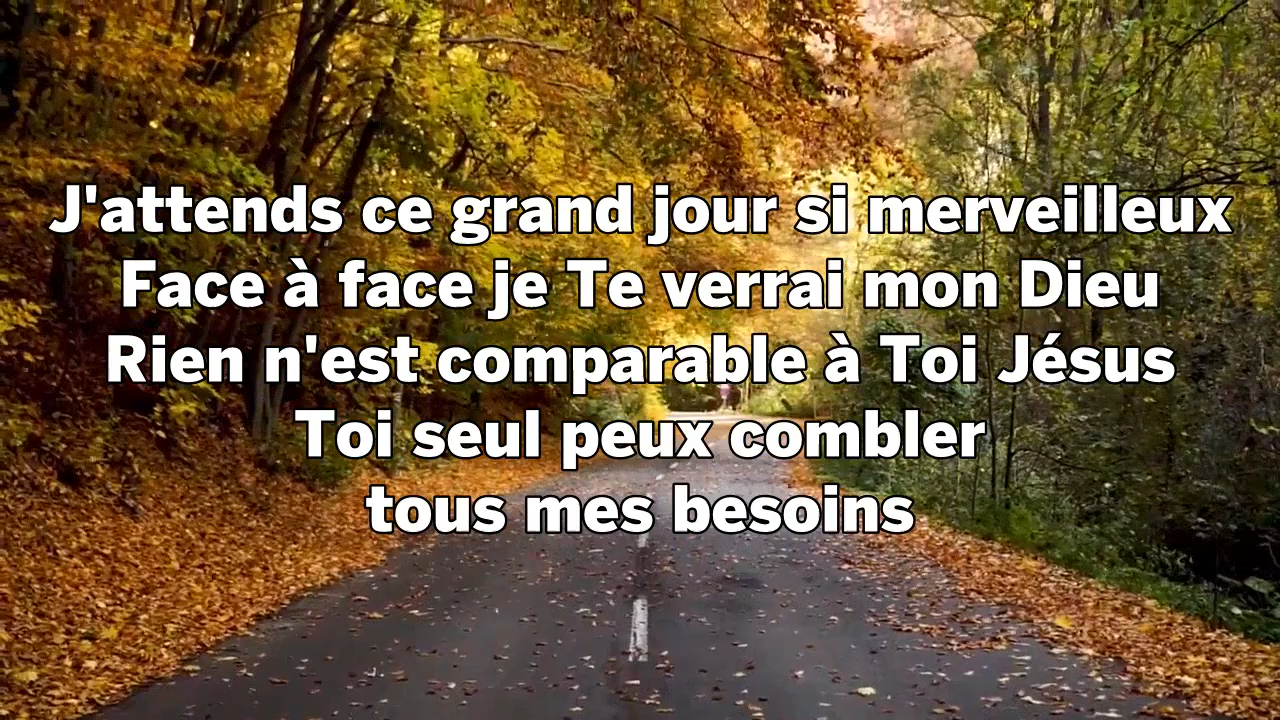 J'attends ce grand jour si merveilleux
Face à face je Te verrai mon Dieu
Rien n'est comparable à Toi Jésus
Toi seul peux combler
tous mes besoins